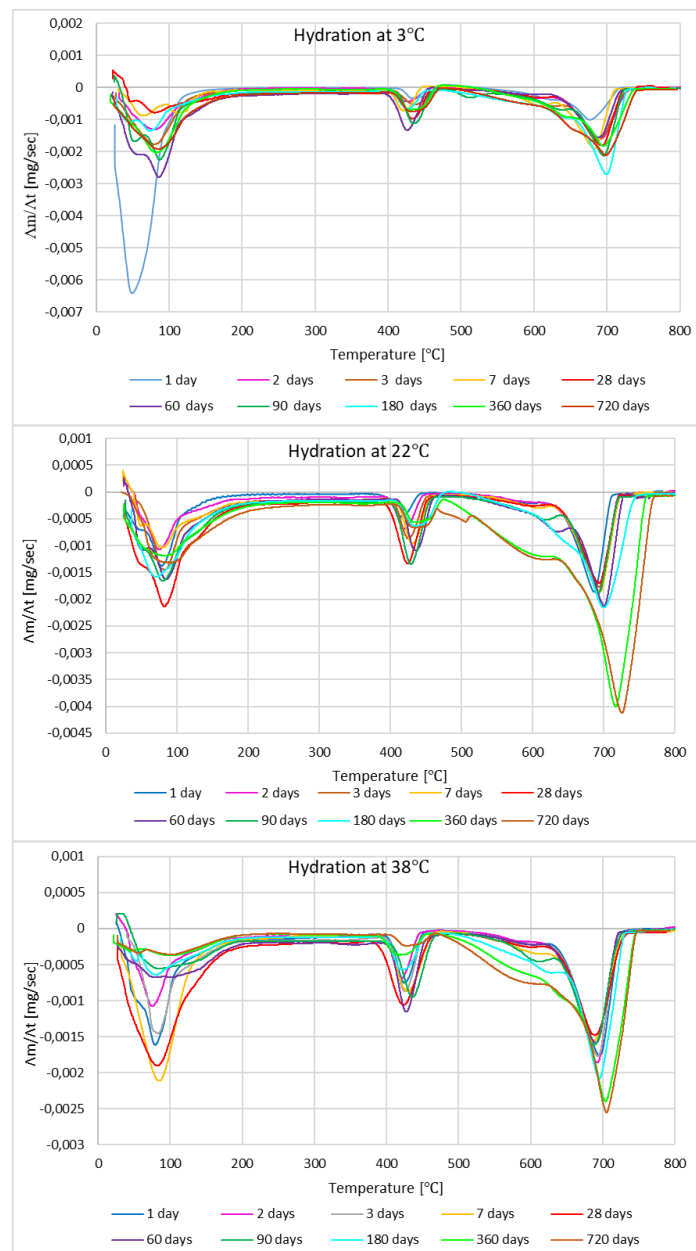 Hydration at 3℃
0,002
0,001
0
-0,001
-0,002
-0,003
-0,004
-0,005
-0,006
-0,007
Δm/Δt [mg/sec]
0 100 200 300 400 500 600 700 800
Temperature [℃]
1 day 2 days 3 days 7 days 28 days
60 days 90 days 180 days 360 days 720 days
Hydration at 22℃
0,001
0,0005
0
-0,0005
-0,001
-0,0015
-0,002
-0,0025
-0,003
-0,0035
-0,004
-0,0045
Δm/Δt [mg/sec]
0 100 200 300 400 500 600 700 800
Temperature [℃]
1 day 2 days 3 days 7 days 28 days
60 days 90 days 180 days 360 days 720 days
Hydration at 38℃
0,001
0,0005
0
-0,0005
-0,001
-0,0015
-0,002
-0,0025
-0,003
Δm/Δt [mg/sec]
0 100 200 300 400 500 600 700 800
Temperature [℃]
1 day 2 days 3 days 7 days 28 days
60 days 90 days 180 days 360 days 720 days